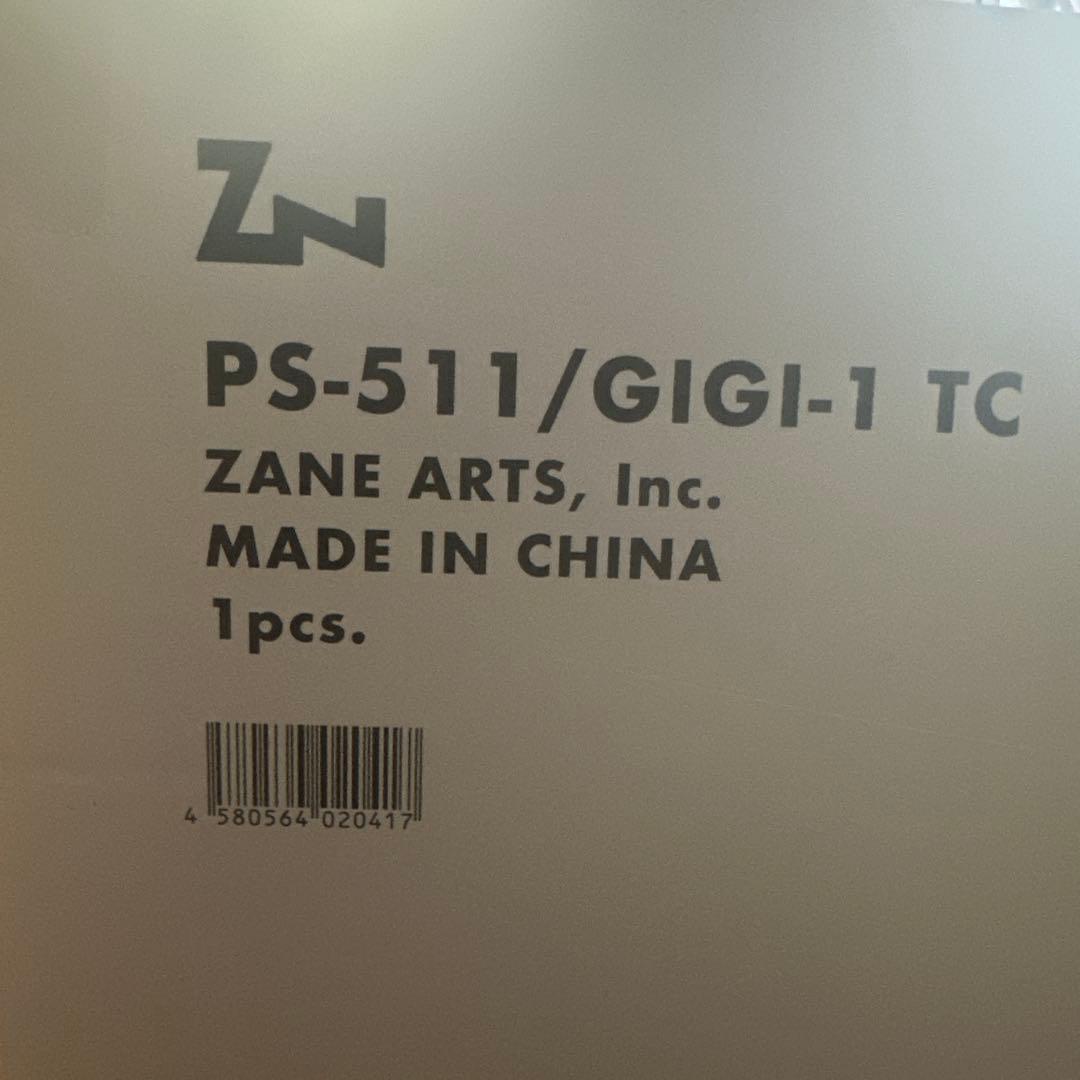 ZN
PS-511/GIGI-1 TC
ZANE ARTS, Inc.
MADE IN CHINA
1pcs.
4 580564 020417